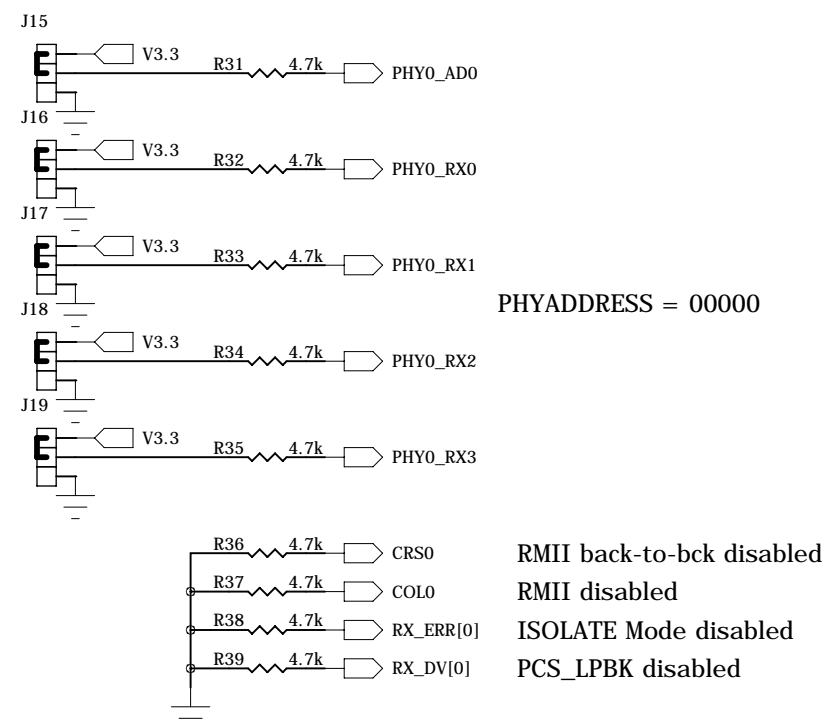 J15
V3.3
R31 4.7k PHY0_AD0
J16
V3.3
R32 4.7k PHY0_RX0
J17
V3.3
R33 4.7k PHY0_RX1
PHYADDRESS = 00000
J18
V3.3
R34 4.7k PHY0_RX2
J19
V3.3
R35 4.7k PHY0_RX3
R36 4.7k CRS0 RMII back-to-bck disabled
R37 4.7k COL0 RMII disabled
R38 4.7k RX_ERR[0] ISOLATE Mode disabled
R39 4.7k RX_DV[0] PCS_LPBK disabled